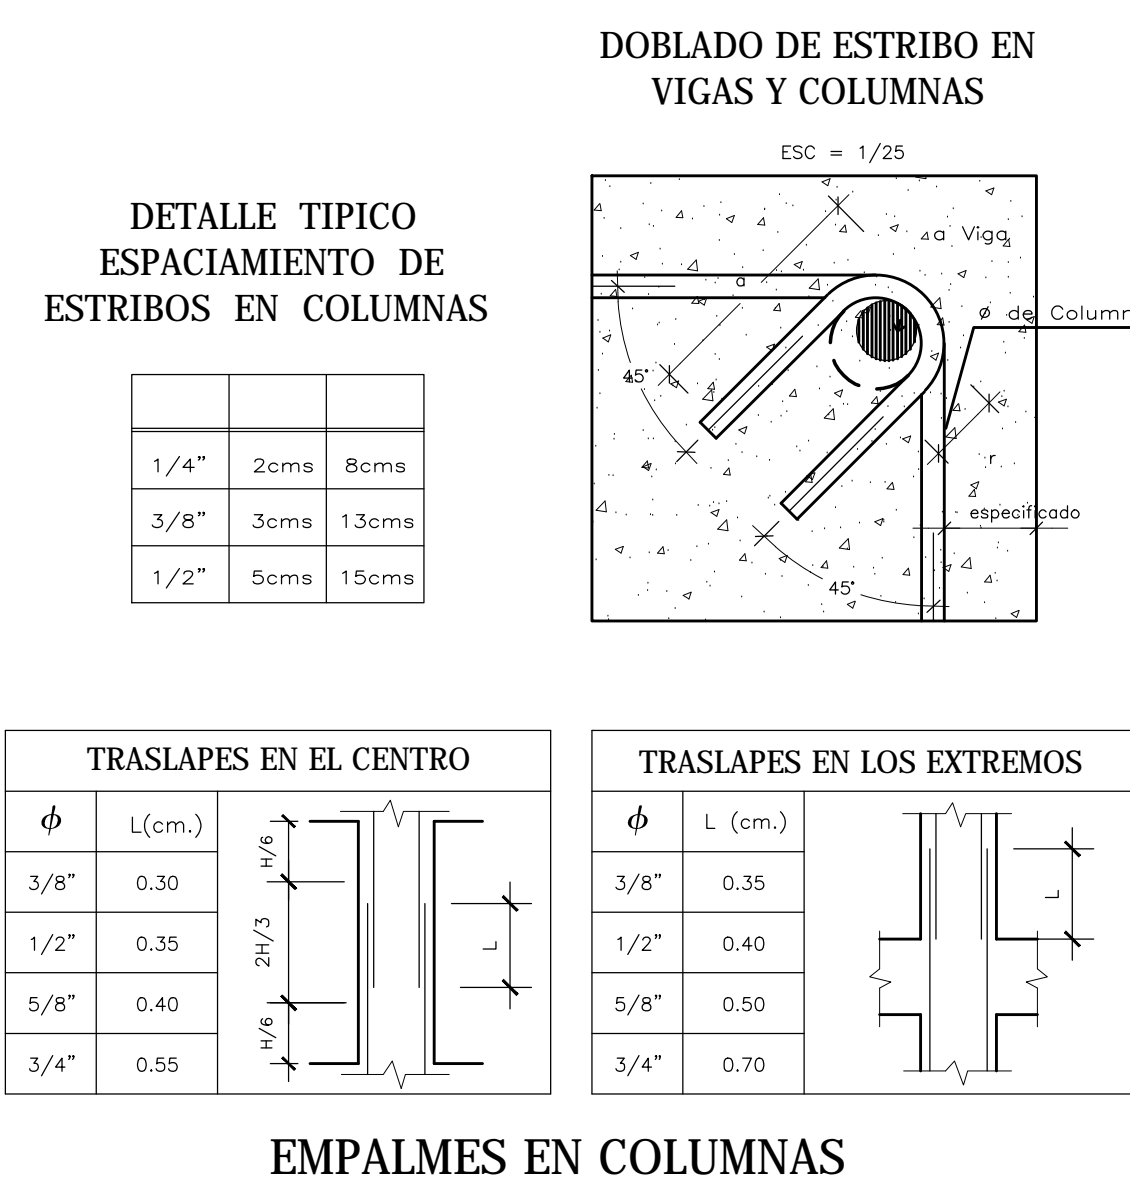 DOBLADO DE ESTRIBO EN
VIGAS Y COLUMNAS
ESC = 1/25
DETALLE TIPICO
ESPACIAMIENTO DE
ESTRIBOS EN COLUMNAS
1/4” 2cms 8cms
3/8” 3cms 13cms
1/2” 5cms 15cms
a Viga
a
ø de Column
45°
r
especificado
45°
TRASLAPES EN EL CENTRO
ϕ L(cm.)
3/8” 0.30
1/2” 0.35
5/8” 0.40
3/4” 0.55
H/6
2H/3
H/6
L
TRASLAPES EN LOS EXTREMOS
ϕ L (cm.)
3/8” 0.35
1/2” 0.40
5/8” 0.50
3/4” 0.70
L
EMPALMES EN COLUMNAS